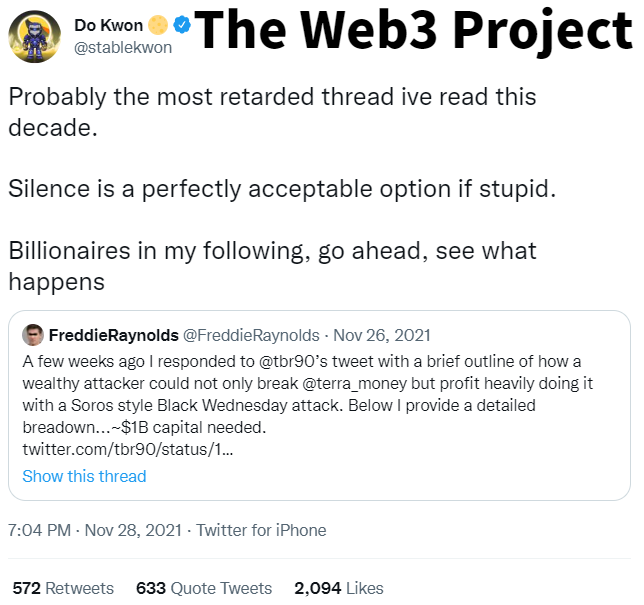 Do Kwon
@stablekwon
The Web3 Project
Probably the most retarded thread ive read this
decade.
Silence is a perfectly acceptable option if stupid.
Billionaires in my following, go ahead, see what
happens
FreddieRaynolds @FreddieRaynolds · Nov 26, 2021
A few weeks ago I responded to @tbr90's tweet with a brief outline of how a
wealthy attacker could not only break @terra_money but profit heavily doing it
with a Soros style Black Wednesday attack. Below I provide a detailed
breadown...~$1B capital needed.
twitter.com/tbr90/status/1...
Show this thread
7:04 PM · Nov 28, 2021 · Twitter for iPhone
572 Retweets 633 Quote Tweets 2,094 Likes